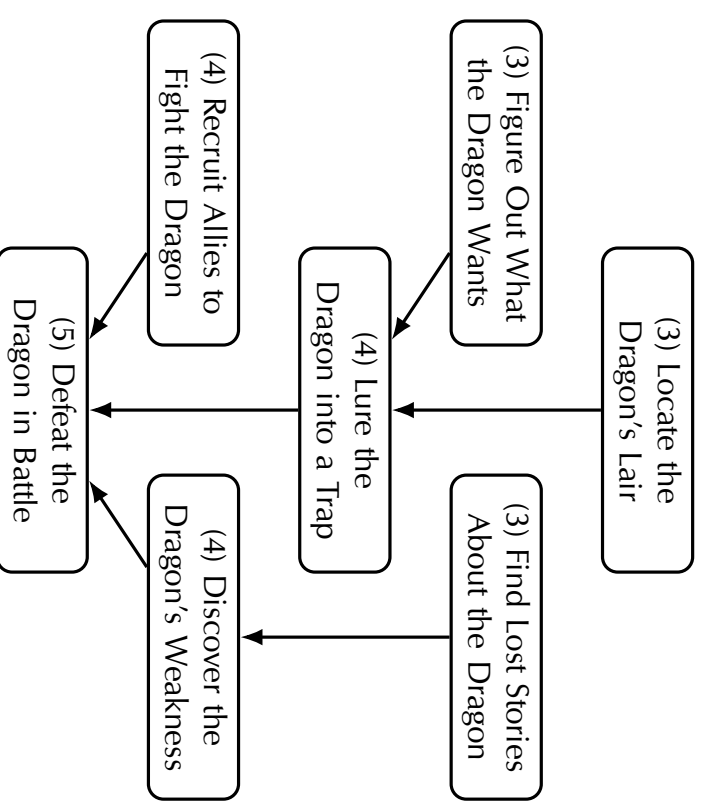 (3) Locate the
Dragon's Lair
(3) Figure Out What
the Dragon Wants
(3) Find Lost Stories
About the Dragon
(4) Lure the
Dragon into a Trap
(4) Recruit Allies to
Fight the Dragon
(4) Discover the
Dragon's Weakness
(5) Defeat the
Dragon in Battle